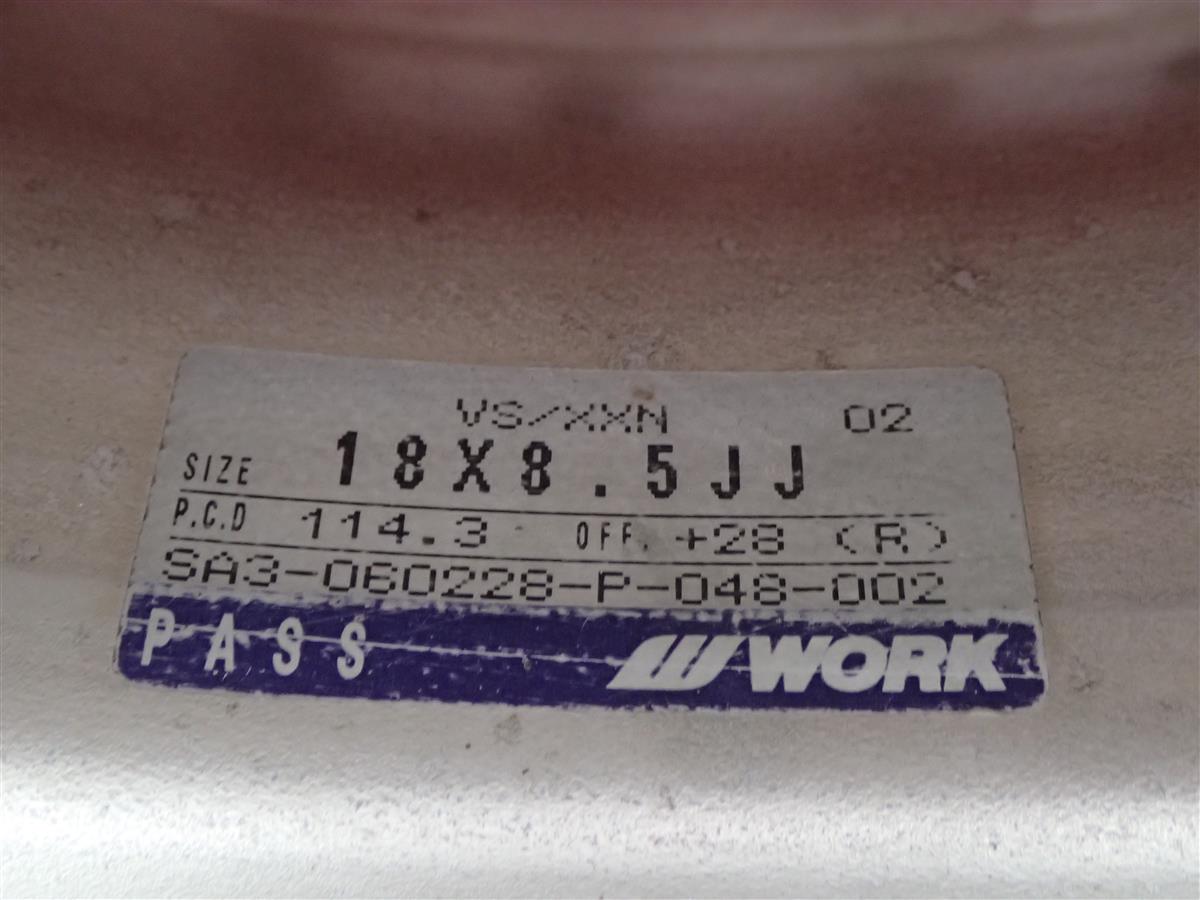 VS/XXN 02
SIZE 18X8.5JJ
P.C.D 114.3 OFF. +28 (R)
SA3-060228-P-048-002
PASS WORK